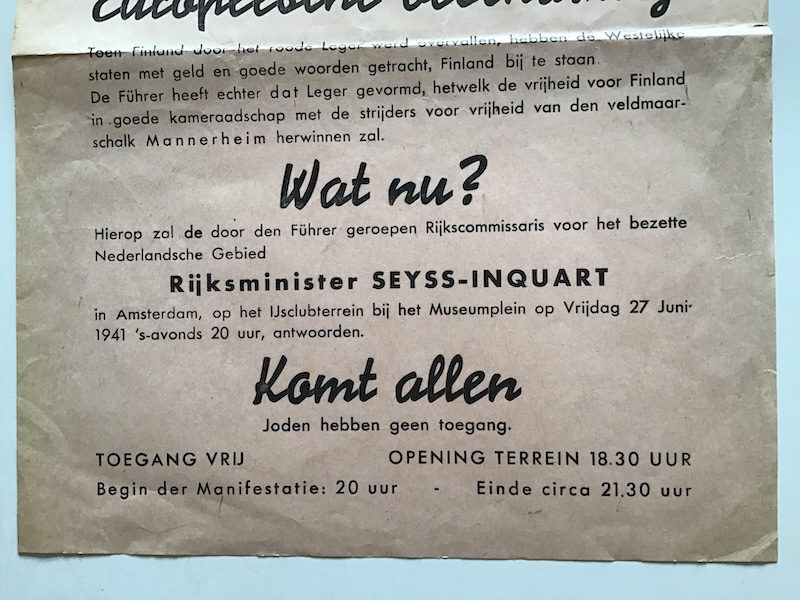 Toen Finland door het roode Leger werd overvallen, hebben de Westelijke
staten met geld en goede woorden getracht, Finland bij te staan.
De Führer heeft echter dat Leger gevormd, hetwelk de vrijheid voor Finland
in goede kameraadschap met de strijders voor vrijheid van den veldmaar-
schalk Mannerheim herwinnen zal.
Wat nu?
Hierop zal de door den Führer geroepen Rijkscommissaris voor het bezette
Nederlandsche Gebied
Rijksminister SEYSS-INQUART
in Amsterdam, op het IJsclubterrein bij het Museumplein op Vrijdag 27 Juni
1941 's-avonds 20 uur, antwoorden.
Komt allen
Joden hebben geen toegang.
TOEGANG VRIJ OPENING TERREIN 18.30 UUR
Begin der Manifestatie: 20 uur - Einde circa 21.30 uur